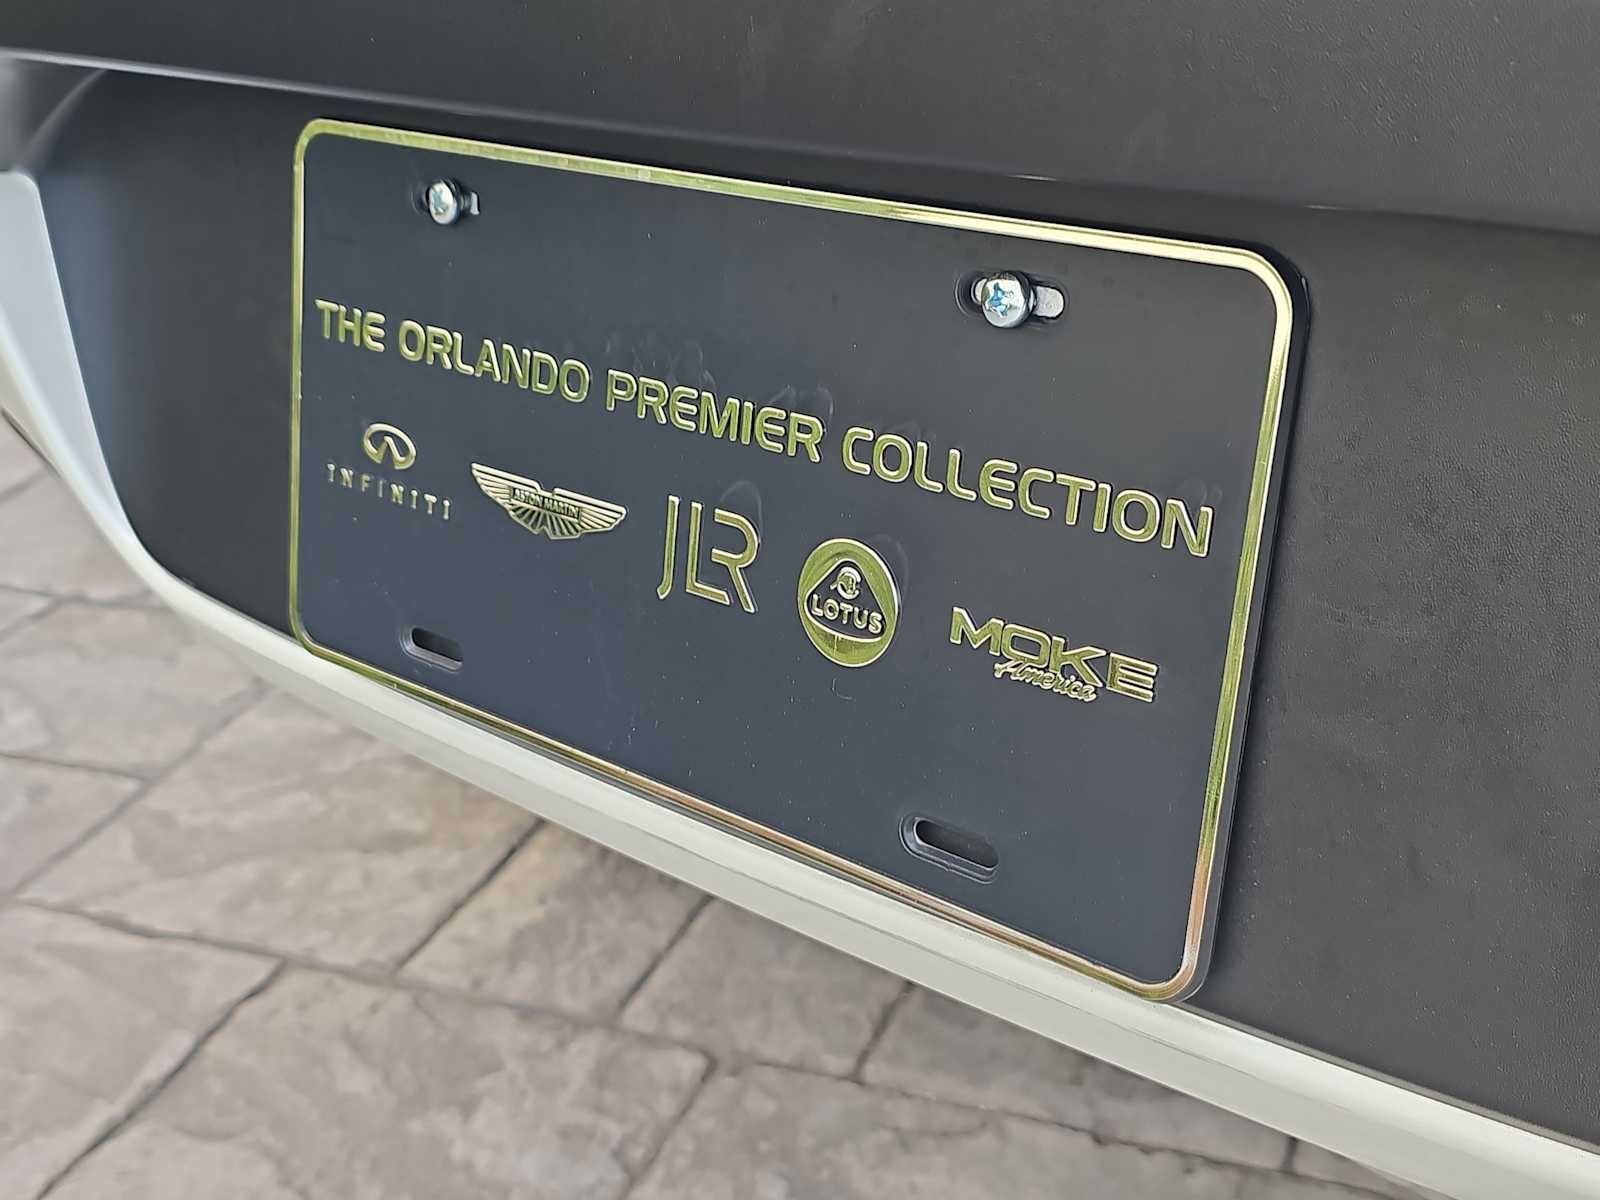 THE ORLANDO PREMIER COLLECTION
INFINITI
ASTON MARTIN
JLR
LOTUS
MOKE
America